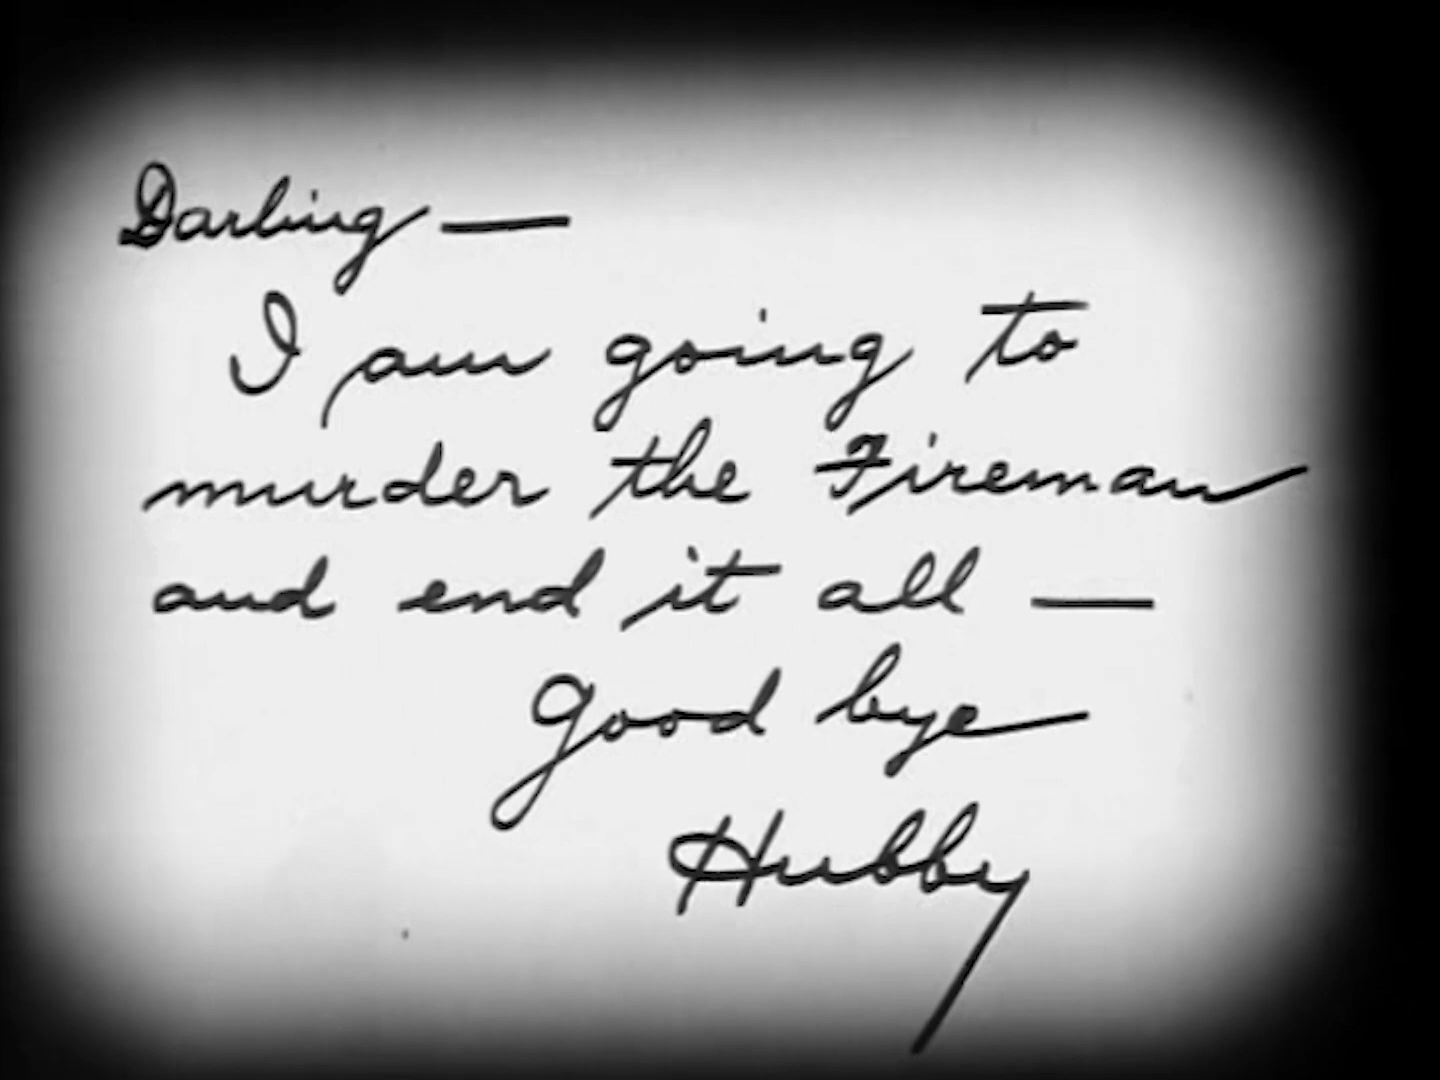 Darling —
I am going to
murder the Fireman
and end it all —
Good bye
Hubby